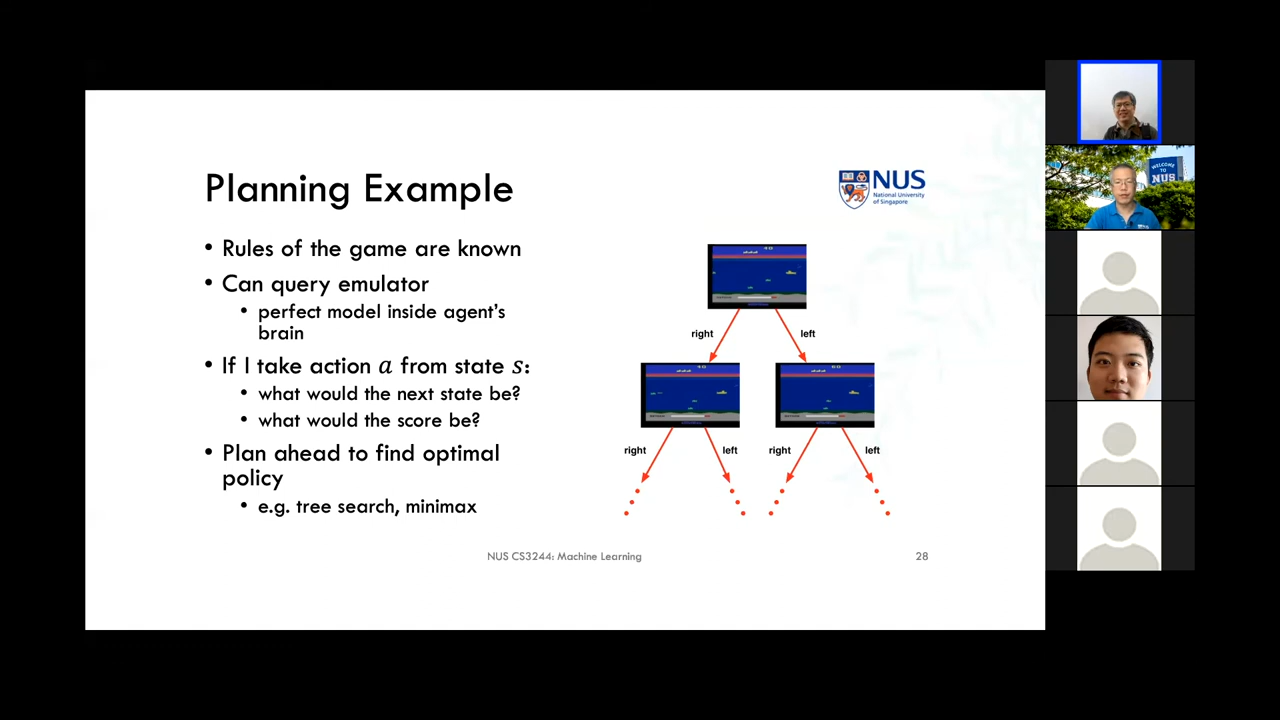 Planning Example
NUS
National University
of Singapore
• Rules of the game are known
• Can query emulator
• perfect model inside agent's
brain
• If I take action a from state s:
• what would the next state be?
• what would the score be?
• Plan ahead to find optimal
policy
• e.g. tree search, minimax
right
left
right
left
right
left
NUS CS3244: Machine Learning
28
WELCOME
TO
NUS